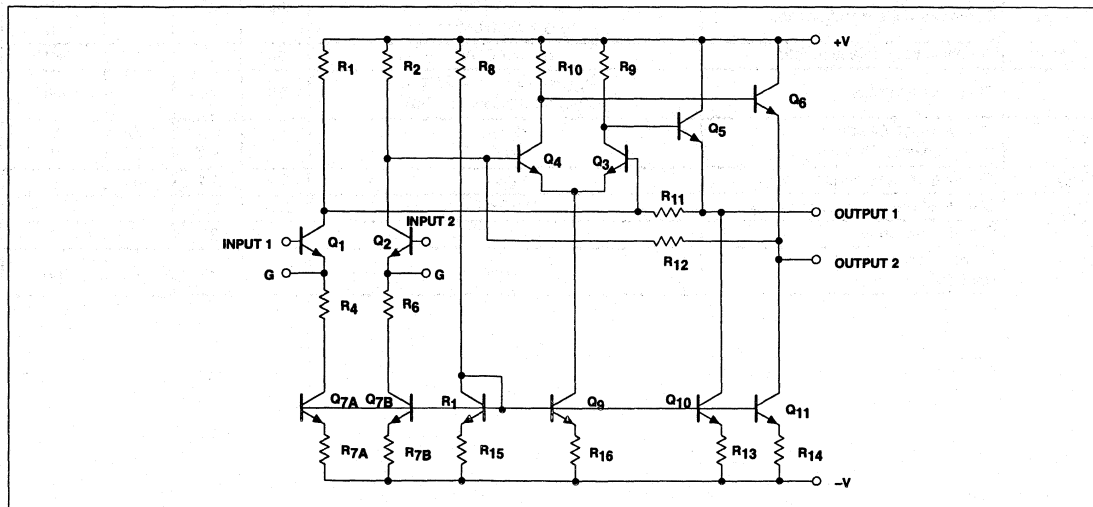 +V
R1 R2 R8 R10 R9
Q6
Q5
Q4 Q3
R11
OUTPUT 1
INPUT 2
INPUT 1 Q1 Q2
R12
OUTPUT 2
G G
R4 R6
Q7A Q7B R1 Q9 Q10 Q11
R7A R7B R15 R16 R13 R14
–V